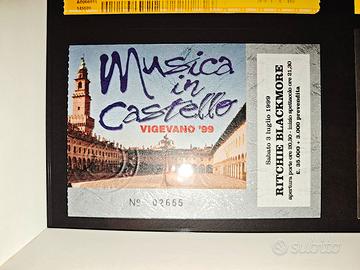 Musica
in
Castello
VIGEVANO '99
Nº 02655
Sabato 3 luglio 1999
RITCHIE BLACKMORE
apertura porte ore 20,30 - inizio spettacolo ore 21,30
£. 35.000 + 3.000 prevendita
subito